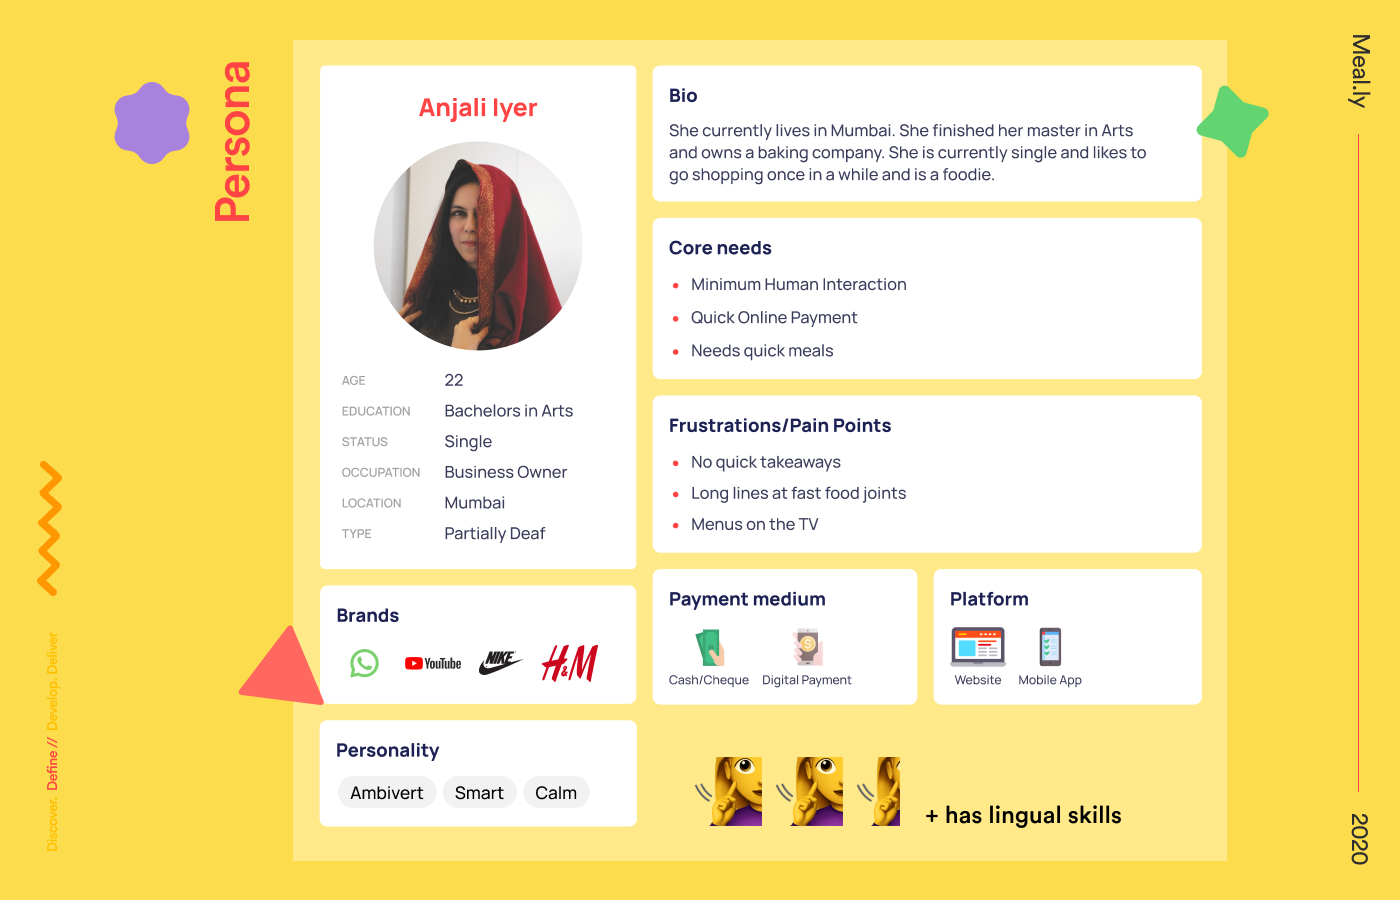 Persona
Meal.ly
2020
Discover. Define // Develop. Deliver
Anjali Iyer
AGE 22
EDUCATION Bachelors in Arts
STATUS Single
OCCUPATION Business Owner
LOCATION Mumbai
TYPE Partially Deaf
Brands
YouTube NIKE H&M
Personality
Ambivert Smart Calm
Bio
She currently lives in Mumbai. She finished her master in Arts
and owns a baking company. She is currently single and likes to
go shopping once in a while and is a foodie.
Core needs
Minimum Human Interaction
Quick Online Payment
Needs quick meals
Frustrations/Pain Points
No quick takeaways
Long lines at fast food joints
Menus on the TV
Payment medium
Cash/Cheque Digital Payment
Platform
Website Mobile App
+ has lingual skills